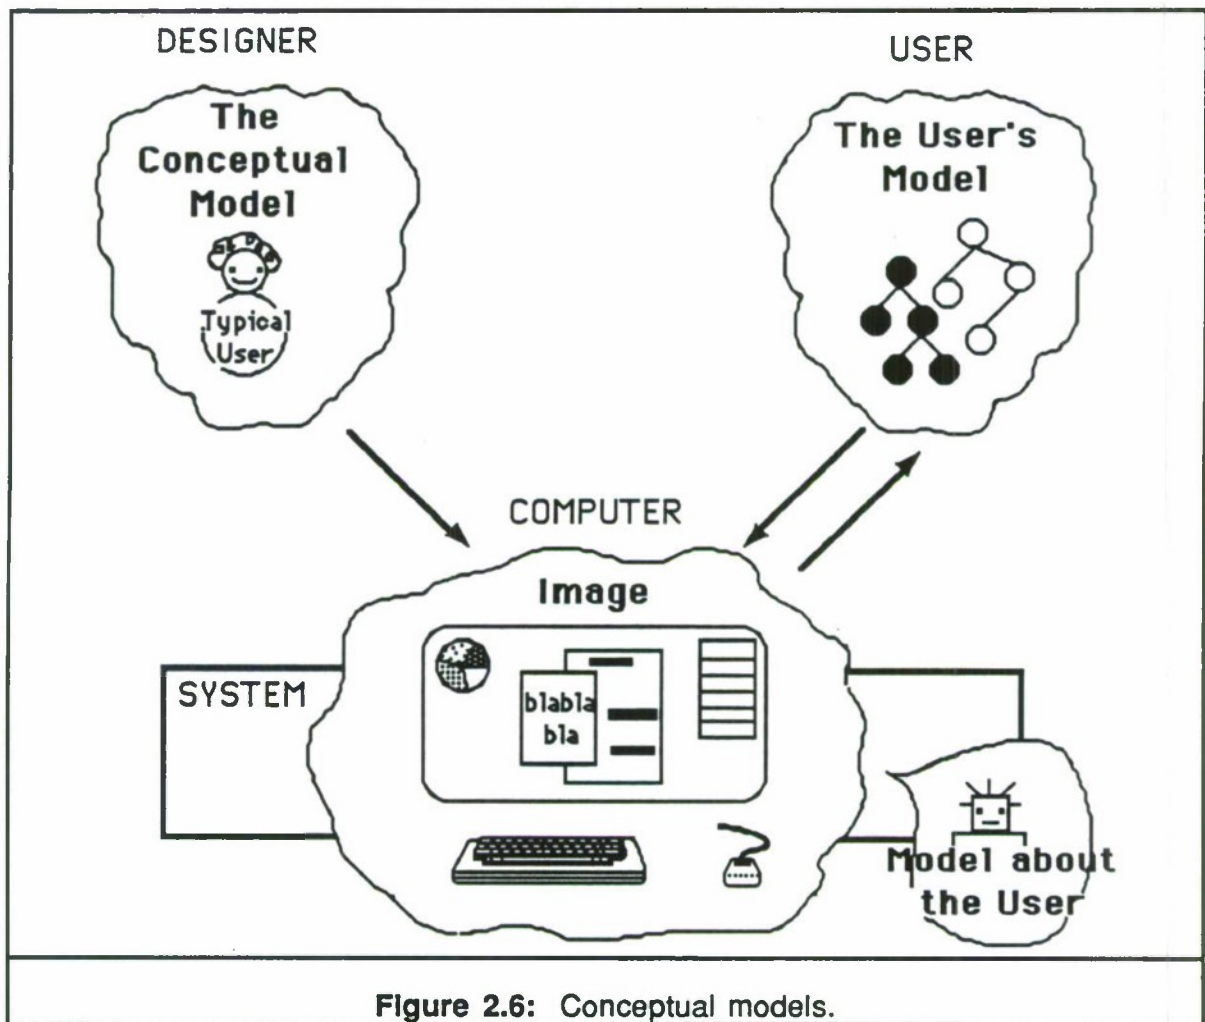 DESIGNER
The
Conceptual
Model
Typical
User
USER
The User's
Model
COMPUTER
Image
blabla
bla
SYSTEM
Model about
the User
Figure 2.6: Conceptual models.